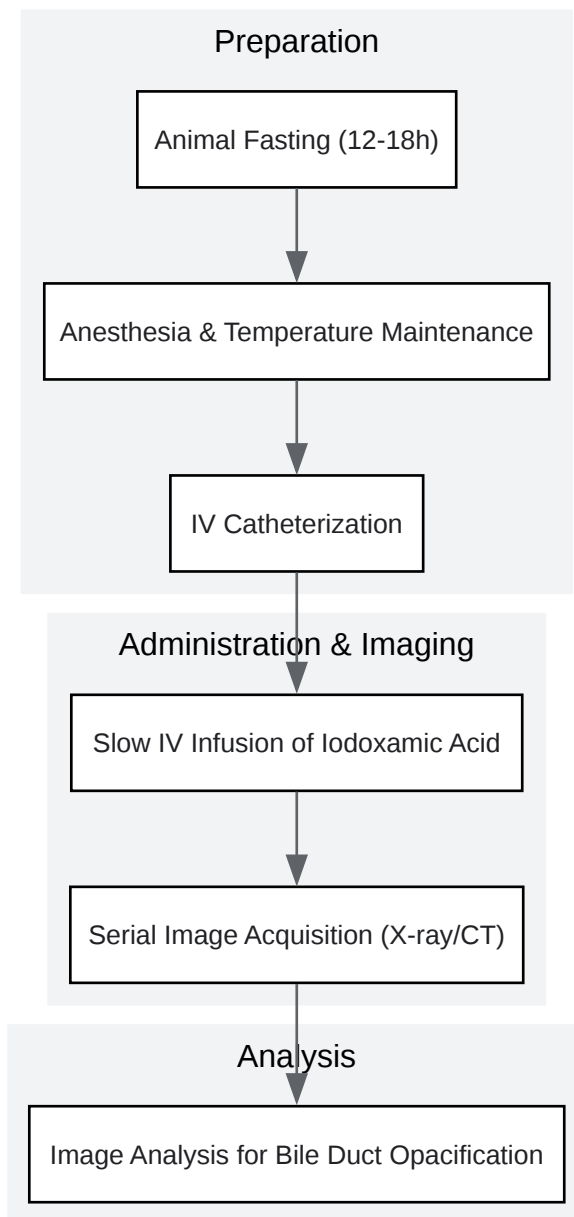 Preparation
Animal Fasting (12-18h)
Anesthesia & Temperature Maintenance
IV Catheterization
Administration & Imaging
Slow IV Infusion of Iodoxamic Acid
Serial Image Acquisition (X-ray/CT)
Analysis
Image Analysis for Bile Duct Opacification